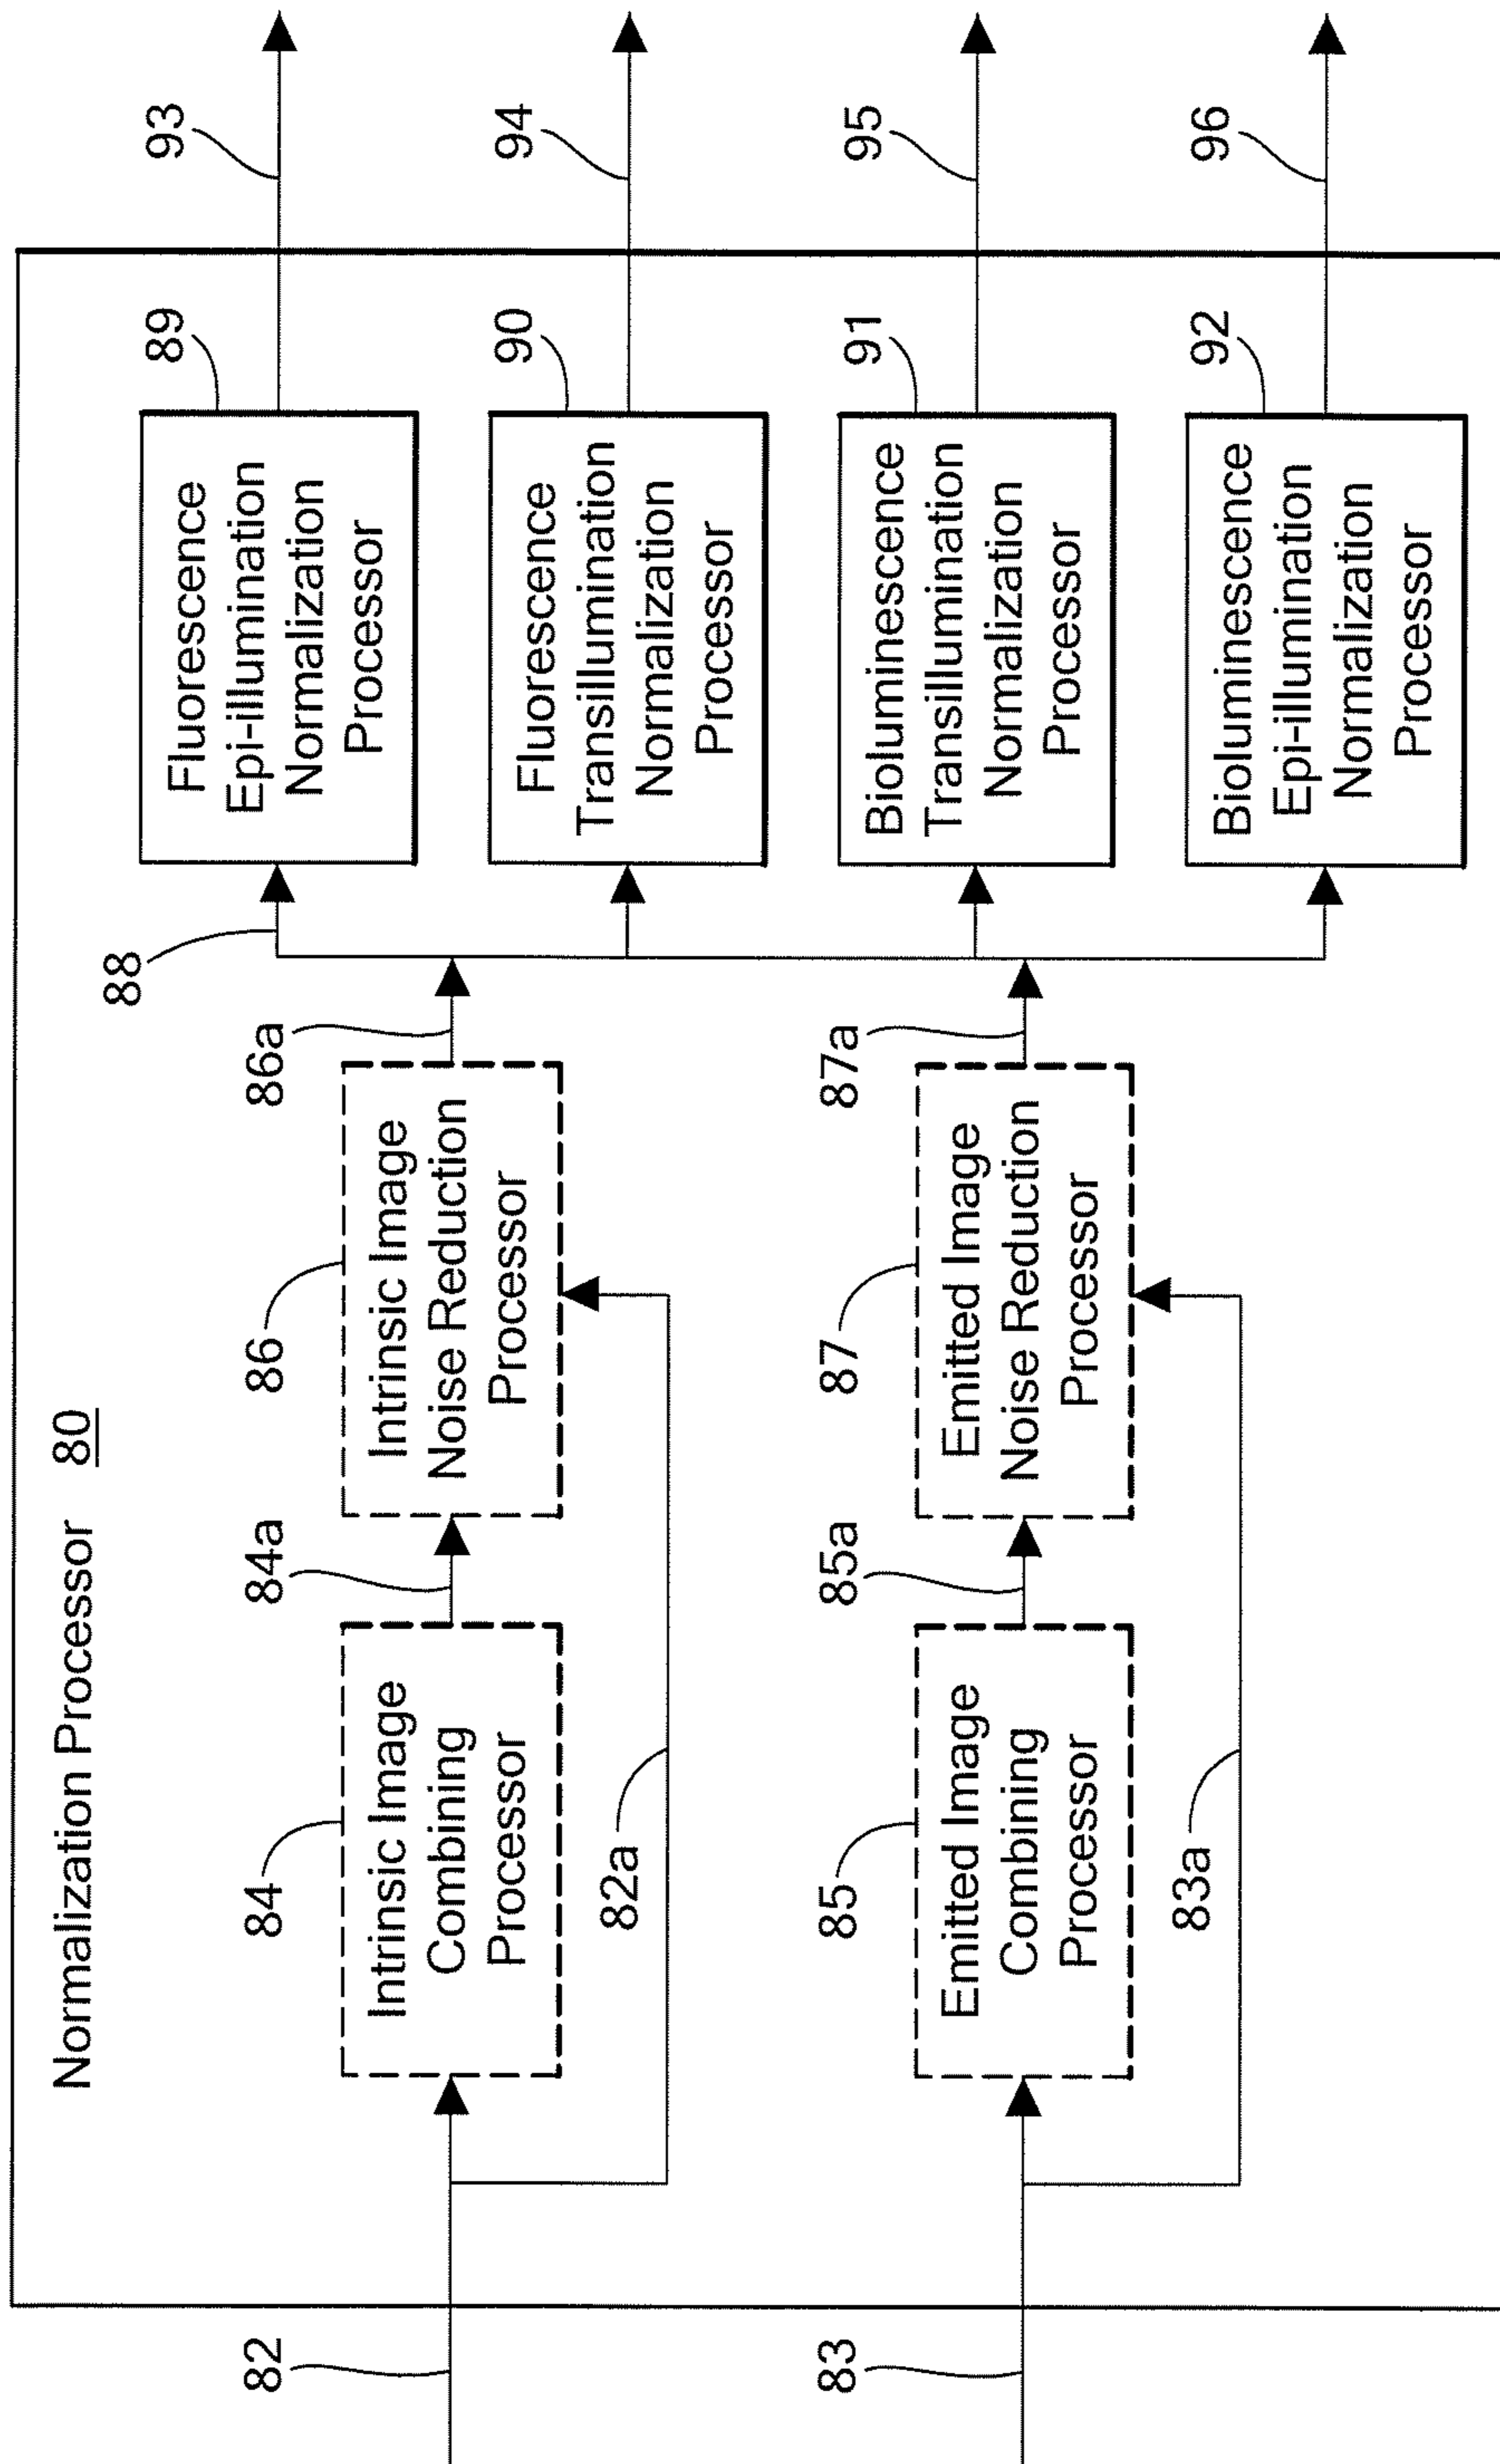 Normalization Processor 80
82
84
Intrinsic Image
Combining
Processor
84a
82a
86
Intrinsic Image
Noise Reduction
Processor
86a
83
85
Emitted Image
Combining
Processor
85a
83a
87
Emitted Image
Noise Reduction
Processor
87a
88
89
Fluorescence
Epi-illumination
Normalization
Processor
93
90
Fluorescence
Transillumination
Normalization
Processor
94
91
Bioluminescence
Transillumination
Normalization
Processor
95
92
Bioluminescence
Epi-illumination
Normalization
Processor
96